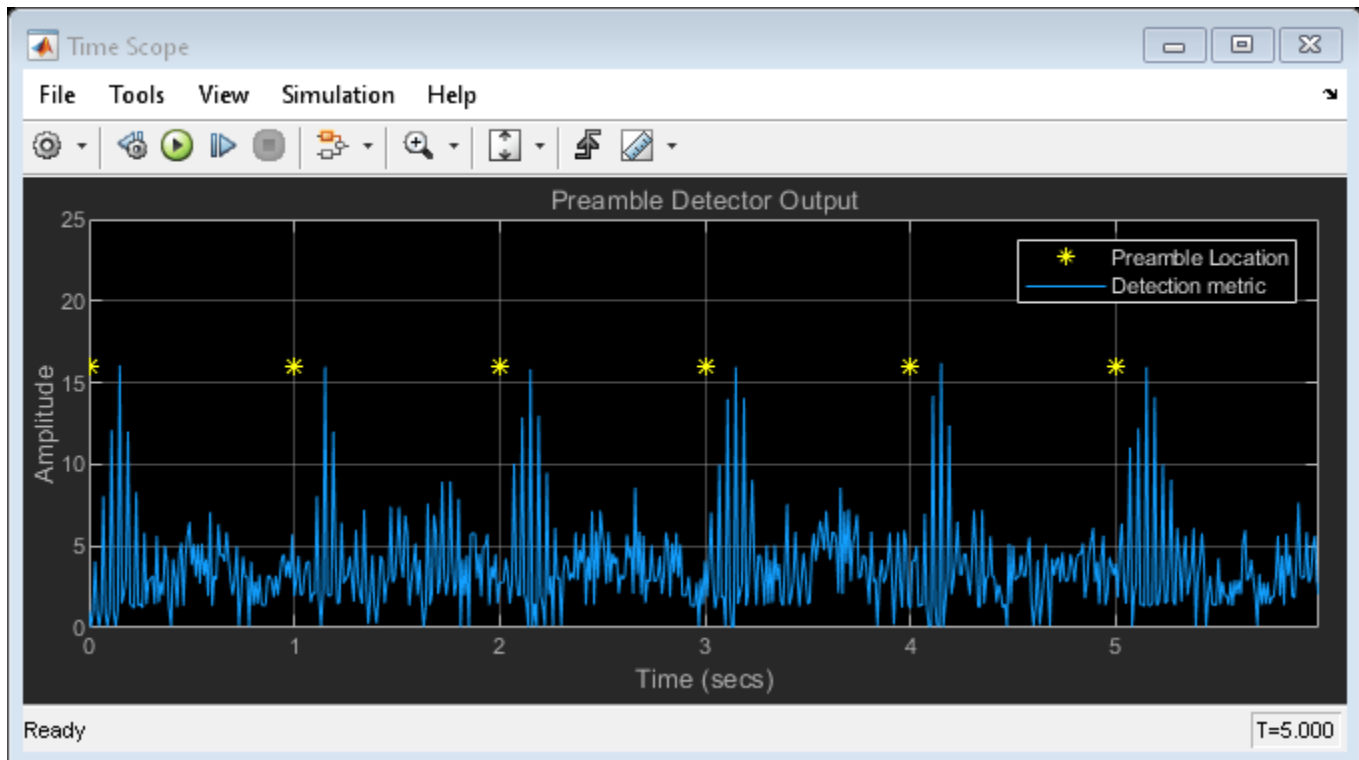 Time Scope
File Tools View Simulation Help
Preamble Detector Output
25
20
15
10
5
0
Amplitude
Preamble Location
Detection metric
0 1 2 3 4 5
Time (secs)
Ready
T=5.000